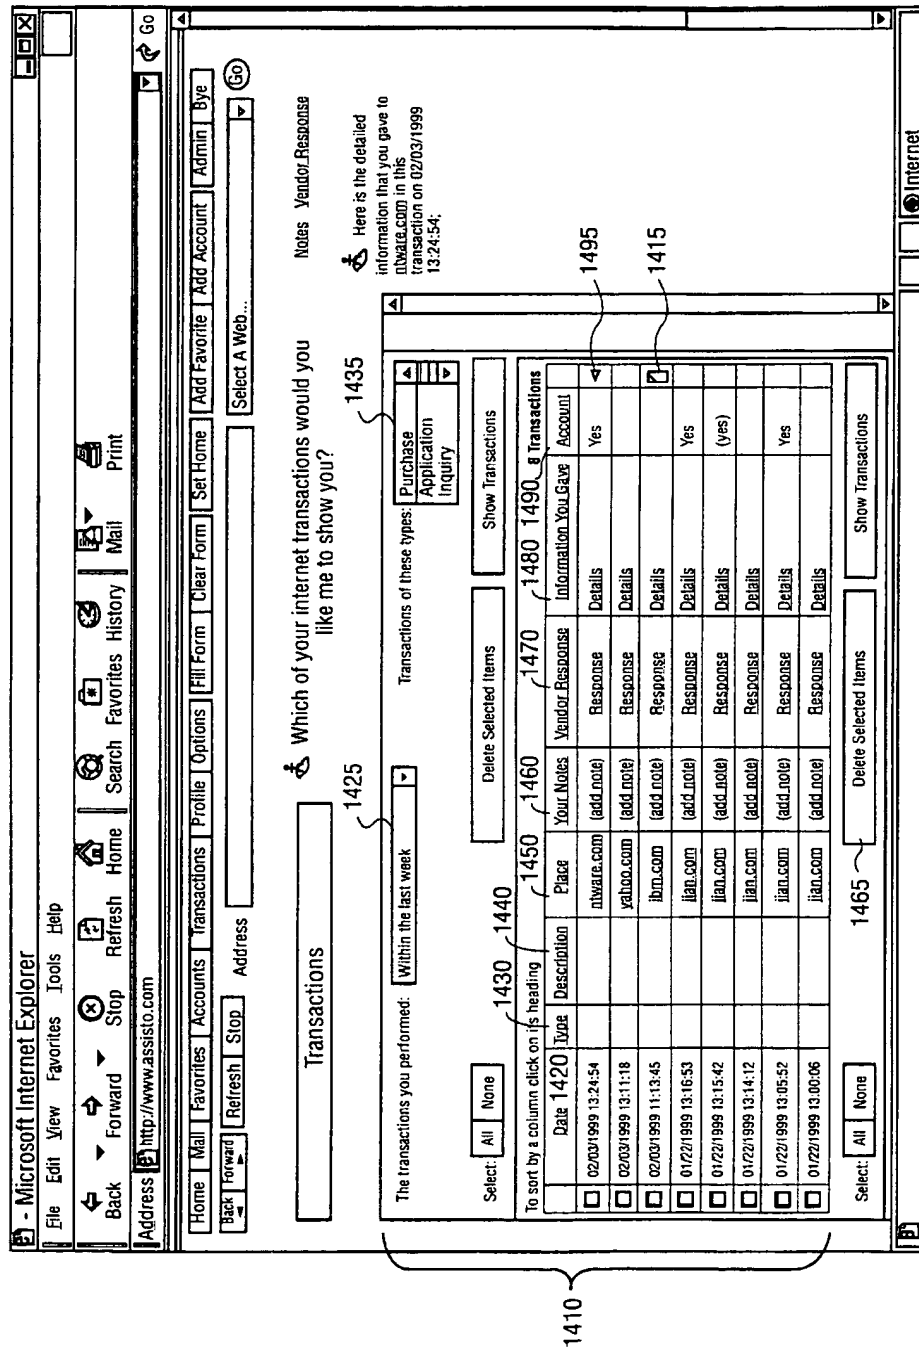 - Microsoft Internet Explorer
File Edit View Favorites Tools Help
Back Forward Stop Refresh Home Search Favorites History Mail Print
Address http://www.assisto.com Go
Home Mail Favorites Accounts Transactions Profile Options Fill Form Clear Form Set Home Add Favorite Add Account Admin Bye
Back Forward Refresh Stop Address Select A Web... Go
Transactions
Which of your internet transactions would you
like me to show you?
Notes Vendor Response
Here is the detailed
information that you gave to
ntware.com in this
transaction on 02/03/1999
13:24:54;
1425
1435
The transactions you performed: Within the last week Transactions of these types: Purchase
Application
Inquiry
Select: All None Delete Selected Items Show Transactions
1430 1440 1450 1460 1470 1480 1490
To sort by a column click on its heading 8 Transactions
Date 1420 Type Description Place Your Notes Vendor Response Information You Gave Account
02/03/1999 13:24:54 ntware.com (add note) Response Details Yes 1495
02/03/1999 13:11:18 yahoo.com (add note) Response Details
02/03/1999 11:13:45 ibm.com (add note) Response Details 1415
01/22/1999 13:16:53 jian.com (add note) Response Details Yes
01/22/1999 13:15:42 jian.com (add note) Response Details (yes)
01/22/1999 13:14:12 jian.com (add note) Response Details
01/22/1999 13:05:52 jian.com (add note) Response Details Yes
01/22/1999 13:00:06 jian.com (add note) Response Details
Select: All None 1465 Delete Selected Items Show Transactions
1410
Internet